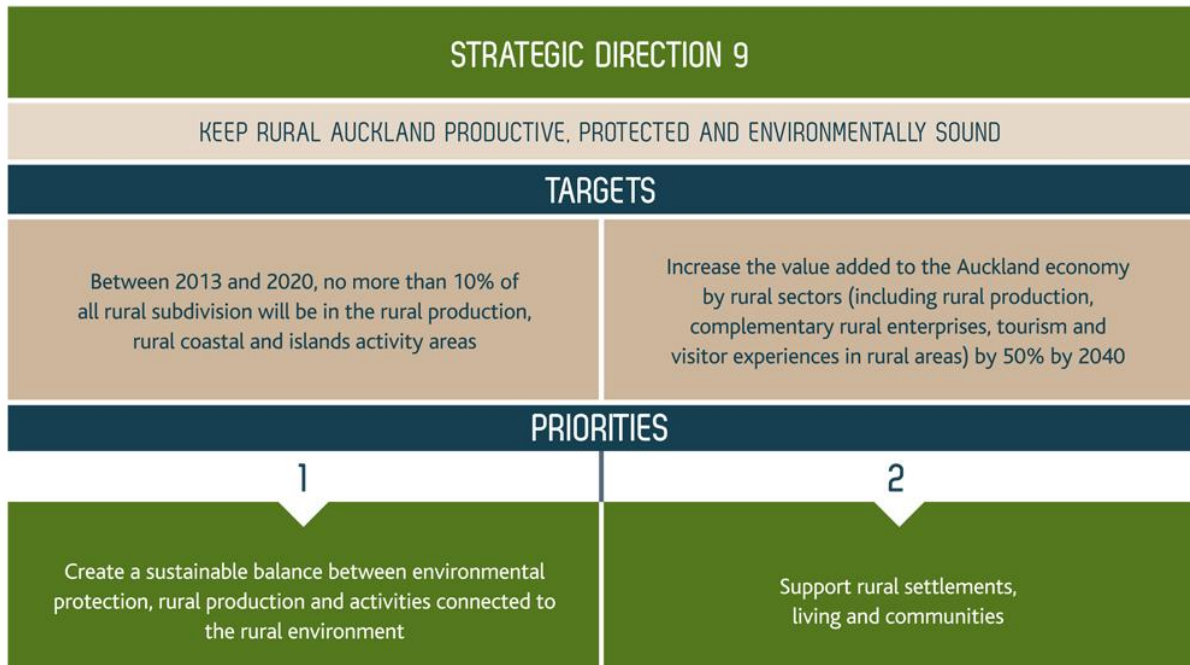 STRATEGIC DIRECTION 9
KEEP RURAL AUCKLAND PRODUCTIVE, PROTECTED AND ENVIRONMENTALLY SOUND
TARGETS
Between 2013 and 2020, no more than 10% of
all rural subdivision will be in the rural production,
rural coastal and islands activity areas
Increase the value added to the Auckland economy
by rural sectors (including rural production,
complementary rural enterprises, tourism and
visitor experiences in rural areas) by 50% by 2040
PRIORITIES
1
Create a sustainable balance between environmental
protection, rural production and activities connected to
the rural environment
2
Support rural settlements,
living and communities